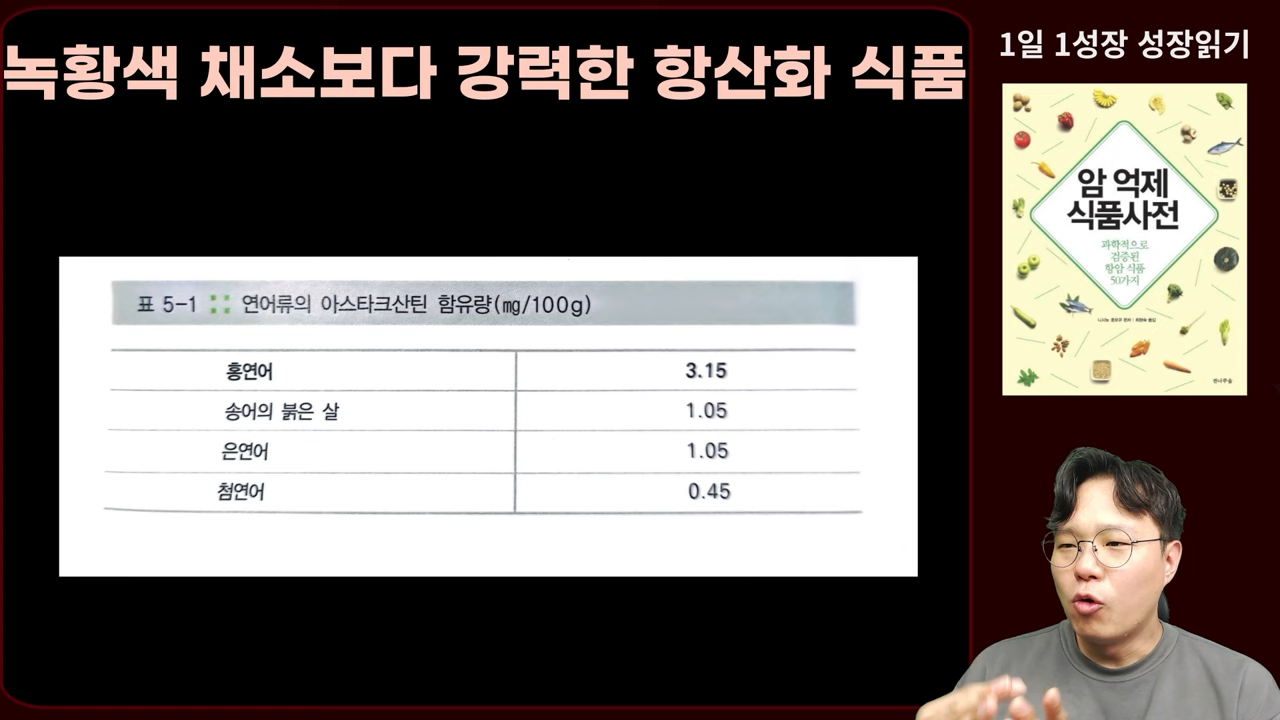 녹황색 채소보다 강력한 항산화 식품
표 5-1 연어류의 아스타크산틴 함유량(㎎/100g)
홍연어 3.15
송어의 붉은 살 1.05
은연어 1.05
첨연어 0.45
1일 1성장 성장읽기
암 억제
식품사전
과학적으로
검증된
항암 식품
50가지
전나무숲